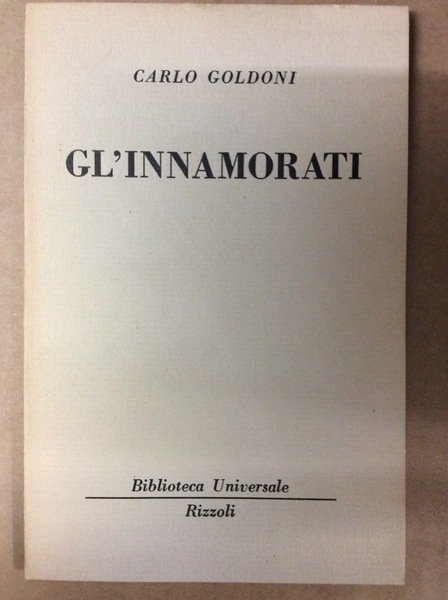 CARLO GOLDONI
GL'INNAMORATI
Biblioteca Universale
Rizzoli